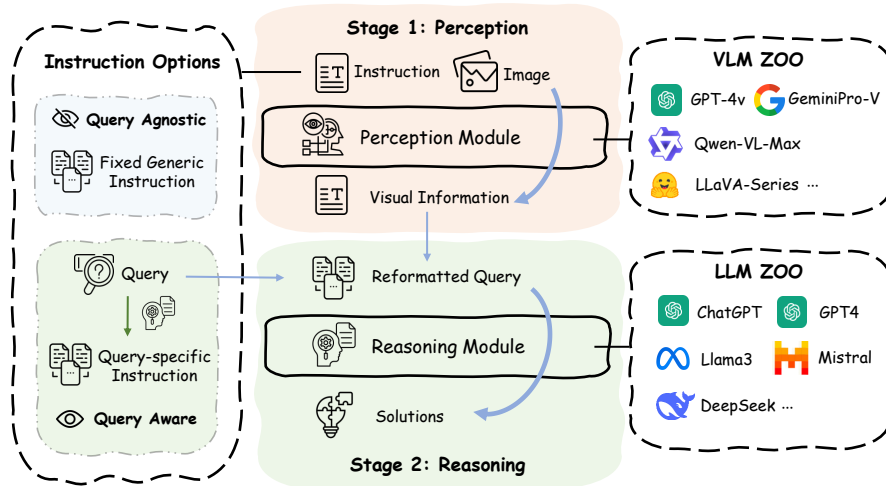 Instruction Options
Query Agnostic
Fixed Generic
Instruction
Query
Query-specific
Instruction
Query Aware
Stage 1: Perception
Instruction
Image
Perception Module
Visual Information
Reformatted Query
Reasoning Module
Solutions
Stage 2: Reasoning
VLM ZOO
GPT-4v
GeminiPro-V
Qwen-VL-Max
LLaVA-Series ...
LLM ZOO
ChatGPT
GPT4
Llama3
Mistral
DeepSeek ...